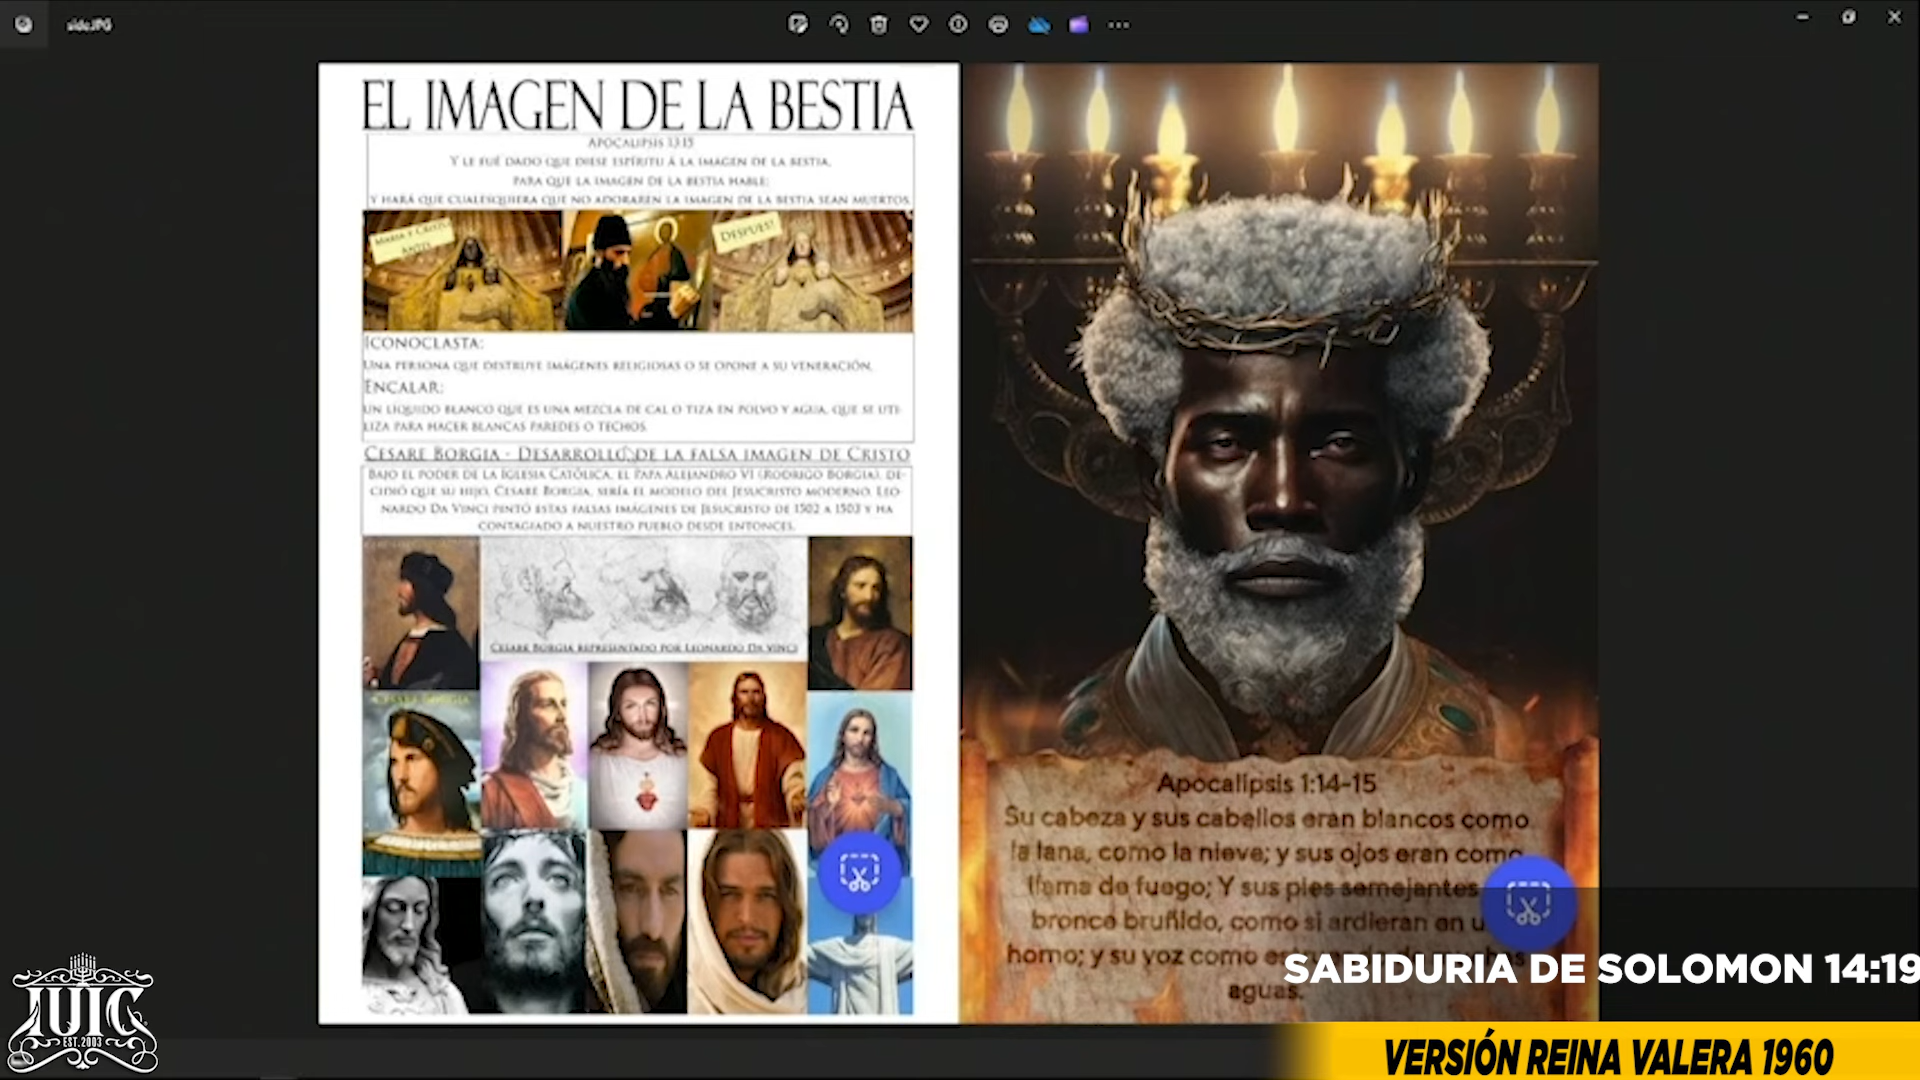 side.JPG
EL IMAGEN DE LA BESTIA
APOCALIPSIS 13:15
Y LE FUÉ DADO QUE DIESE ESPÍRITU Á LA IMAGEN DE LA BESTIA,
PARA QUE LA IMAGEN DE LA BESTIA HABLE;
Y HARÁ QUE CUALESQUIERA QUE NO ADORAREN LA IMAGEN DE LA BESTIA SEAN MUERTOS.
MARIA Y CRISTO
ANTES
DESPUES!
ICONOCLASTA:
UNA PERSONA QUE DESTRUYE IMÁGENES RELIGIOSAS O SE OPONE A SU VENERACIÓN.
ENCALAR:
UN LÍQUIDO BLANCO QUE ES UNA MEZCLA DE CAL O TIZA EN POLVO Y AGUA, QUE SE UTI-
LIZA PARA HACER BLANCAS PAREDES O TECHOS.
CESARE BORGIA - DESARROLLO DE LA FALSA IMAGEN DE CRISTO
BAJO EL PODER DE LA IGLESIA CATÓLICA, EL PAPA ALEJANDRO VI (RODRIGO BORGIA), DE-
CIDIÓ QUE SU HIJO, CESARE BORGIA, SERÍA EL MODELO DEL JESUCRISTO MODERNO. LEO-
NARDO DA VINCI PINTÓ ESTAS FALSAS IMÁGENES DE JESUCRISTO DE 1502 A 1503 Y HA
CONTAGIADO A NUESTRO PUEBLO DESDE ENTONCES.
CESARE BORGIA REPRESENTADO POR LEONARDO DA VINCI
CESARE BORGIA
Apocalipsis 1:14-15
Su cabeza y sus cabellos eran blancos como
la lana, como la nieve; y sus ojos eran como
llama de fuego; Y sus pies semejantes
bronce bruñido, como si ardieran en
horno; y su voz como
aguas.
SABIDURIA DE SOLOMON 14:19
VERSIÓN REINA VALERA 1960
IUIC
EST. 2003